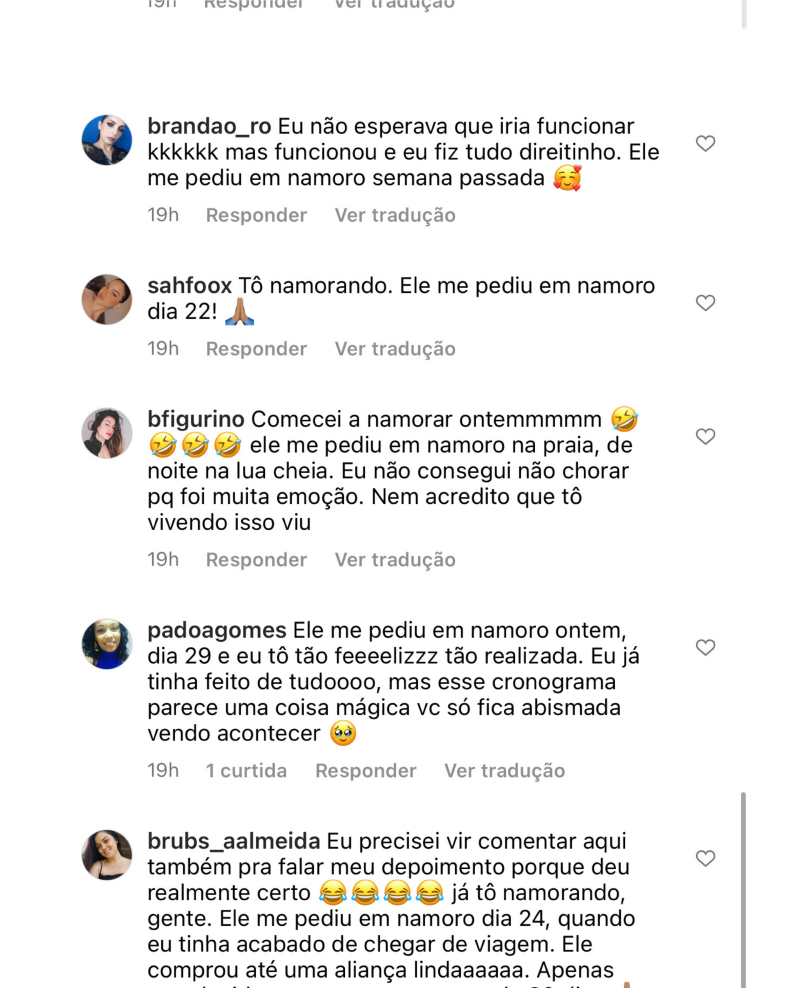 19h Responder Ver tradução
brandao_ro Eu não esperava que iria funcionar
kkkkkk mas funcionou e eu fiz tudo direitinho. Ele
me pediu em namoro semana passada 🥰
19h Responder Ver tradução
sahfoox Tô namorando. Ele me pediu em namoro
dia 22! 🙏🏽
19h Responder Ver tradução
bfigurino Comecei a namorar ontemmmmm 🤣
🤣🤣🤣 ele me pediu em namoro na praia, de
noite na lua cheia. Eu não consegui não chorar
pq foi muita emoção. Nem acredito que tô
vivendo isso viu
19h Responder Ver tradução
padoagomes Ele me pediu em namoro ontem,
dia 29 e eu tô tão feeeelizzz tão realizada. Eu já
tinha feito de tudoooo, mas esse cronograma
parece uma coisa mágica vc só fica abismada
vendo acontecer 🥹
19h 1 curtida Responder Ver tradução
brubs_aalmeida Eu precisei vir comentar aqui
também pra falar meu depoimento porque deu
realmente certo 😂😂😂😂 já tô namorando,
gente. Ele me pediu em namoro dia 24, quando
eu tinha acabado de chegar de viagem. Ele
comprou até uma aliança lindaaaaaa. Apenas